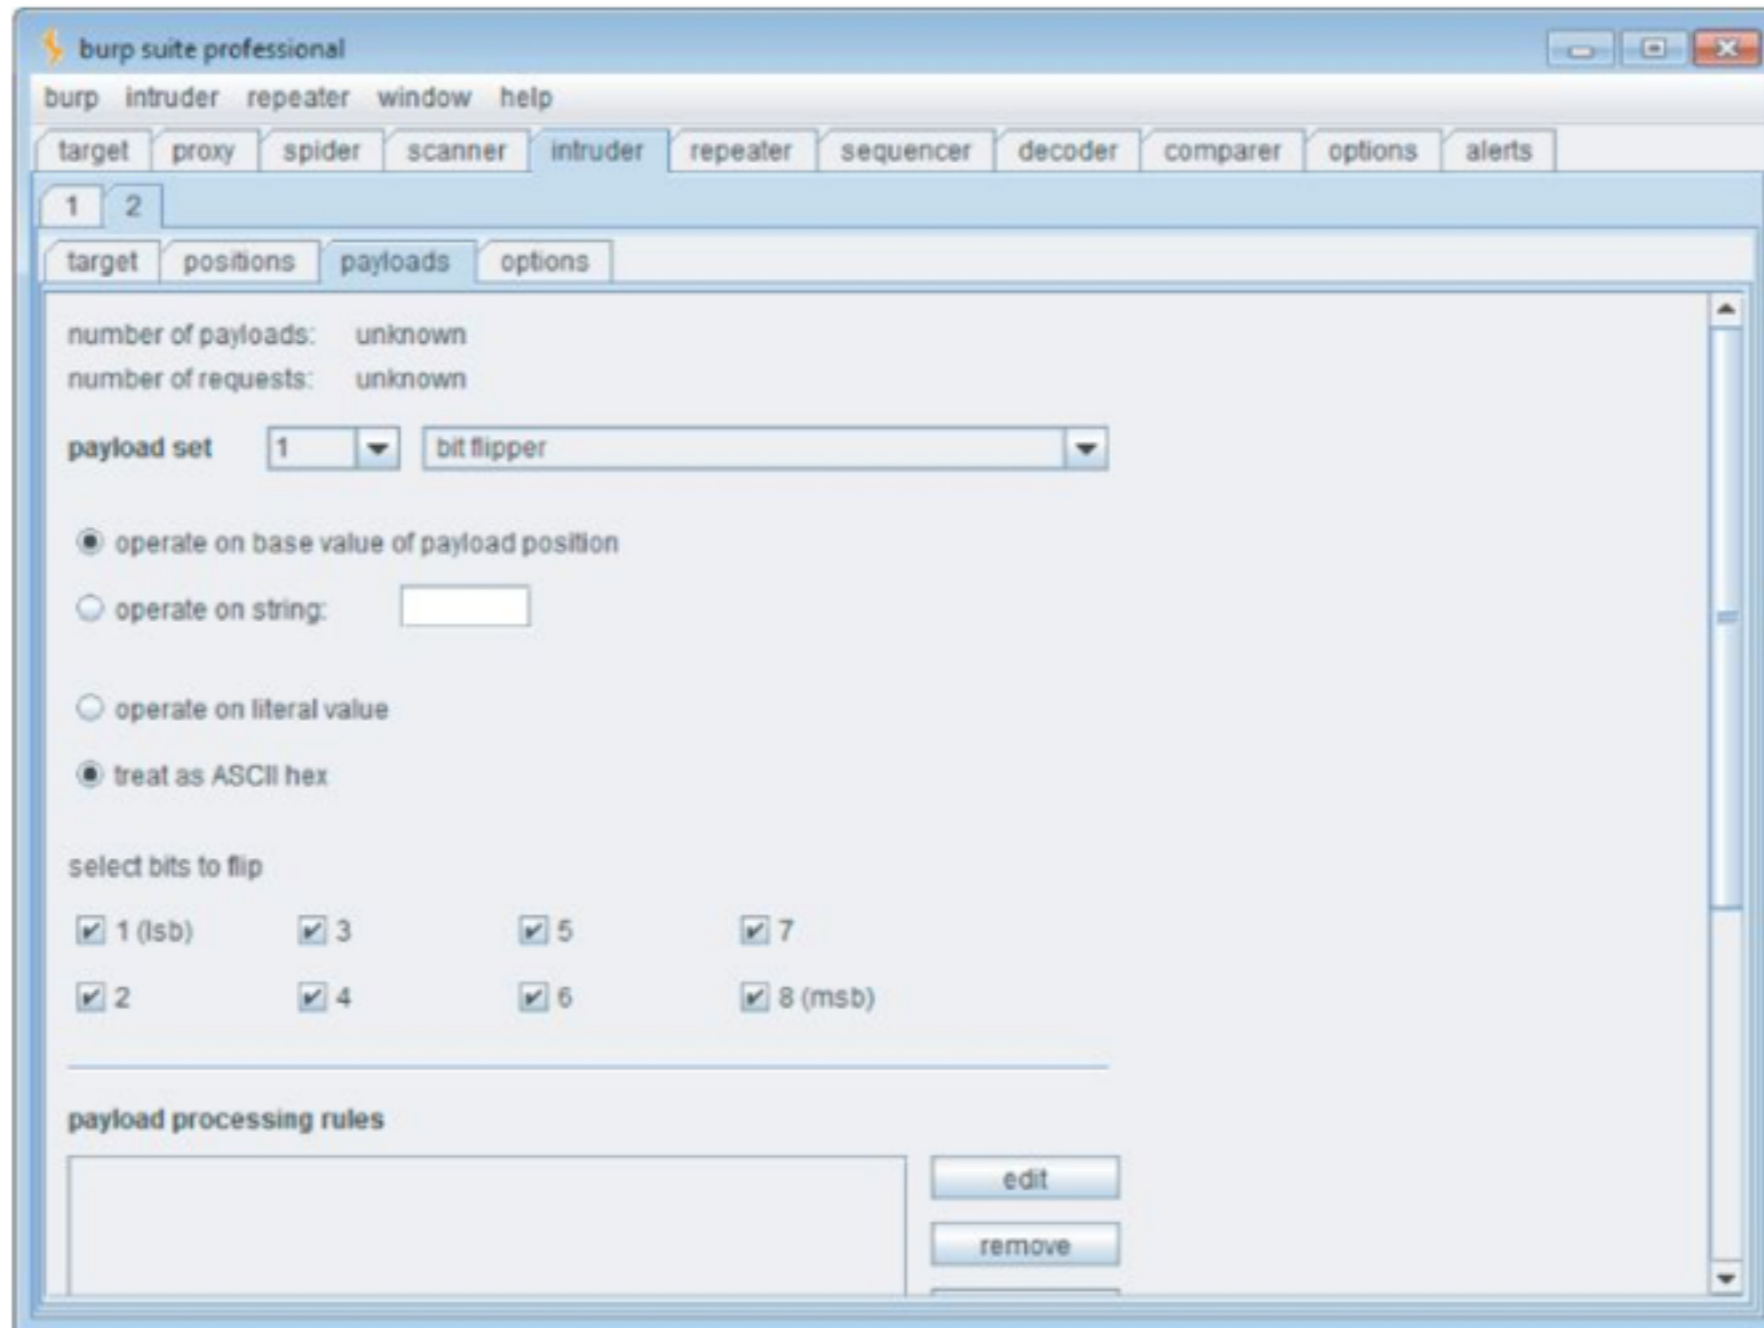 burp suite professional
burp intruder repeater window help
target proxy spider scanner intruder repeater sequencer decoder comparer options alerts
1 2
target positions payloads options
number of payloads: unknown
number of requests: unknown
payload set 1 bit flipper
operate on base value of payload position
operate on string:
operate on literal value
treat as ASCII hex
select bits to flip
1 (lsb) 3 5 7
2 4 6 8 (msb)
payload processing rules
edit
remove